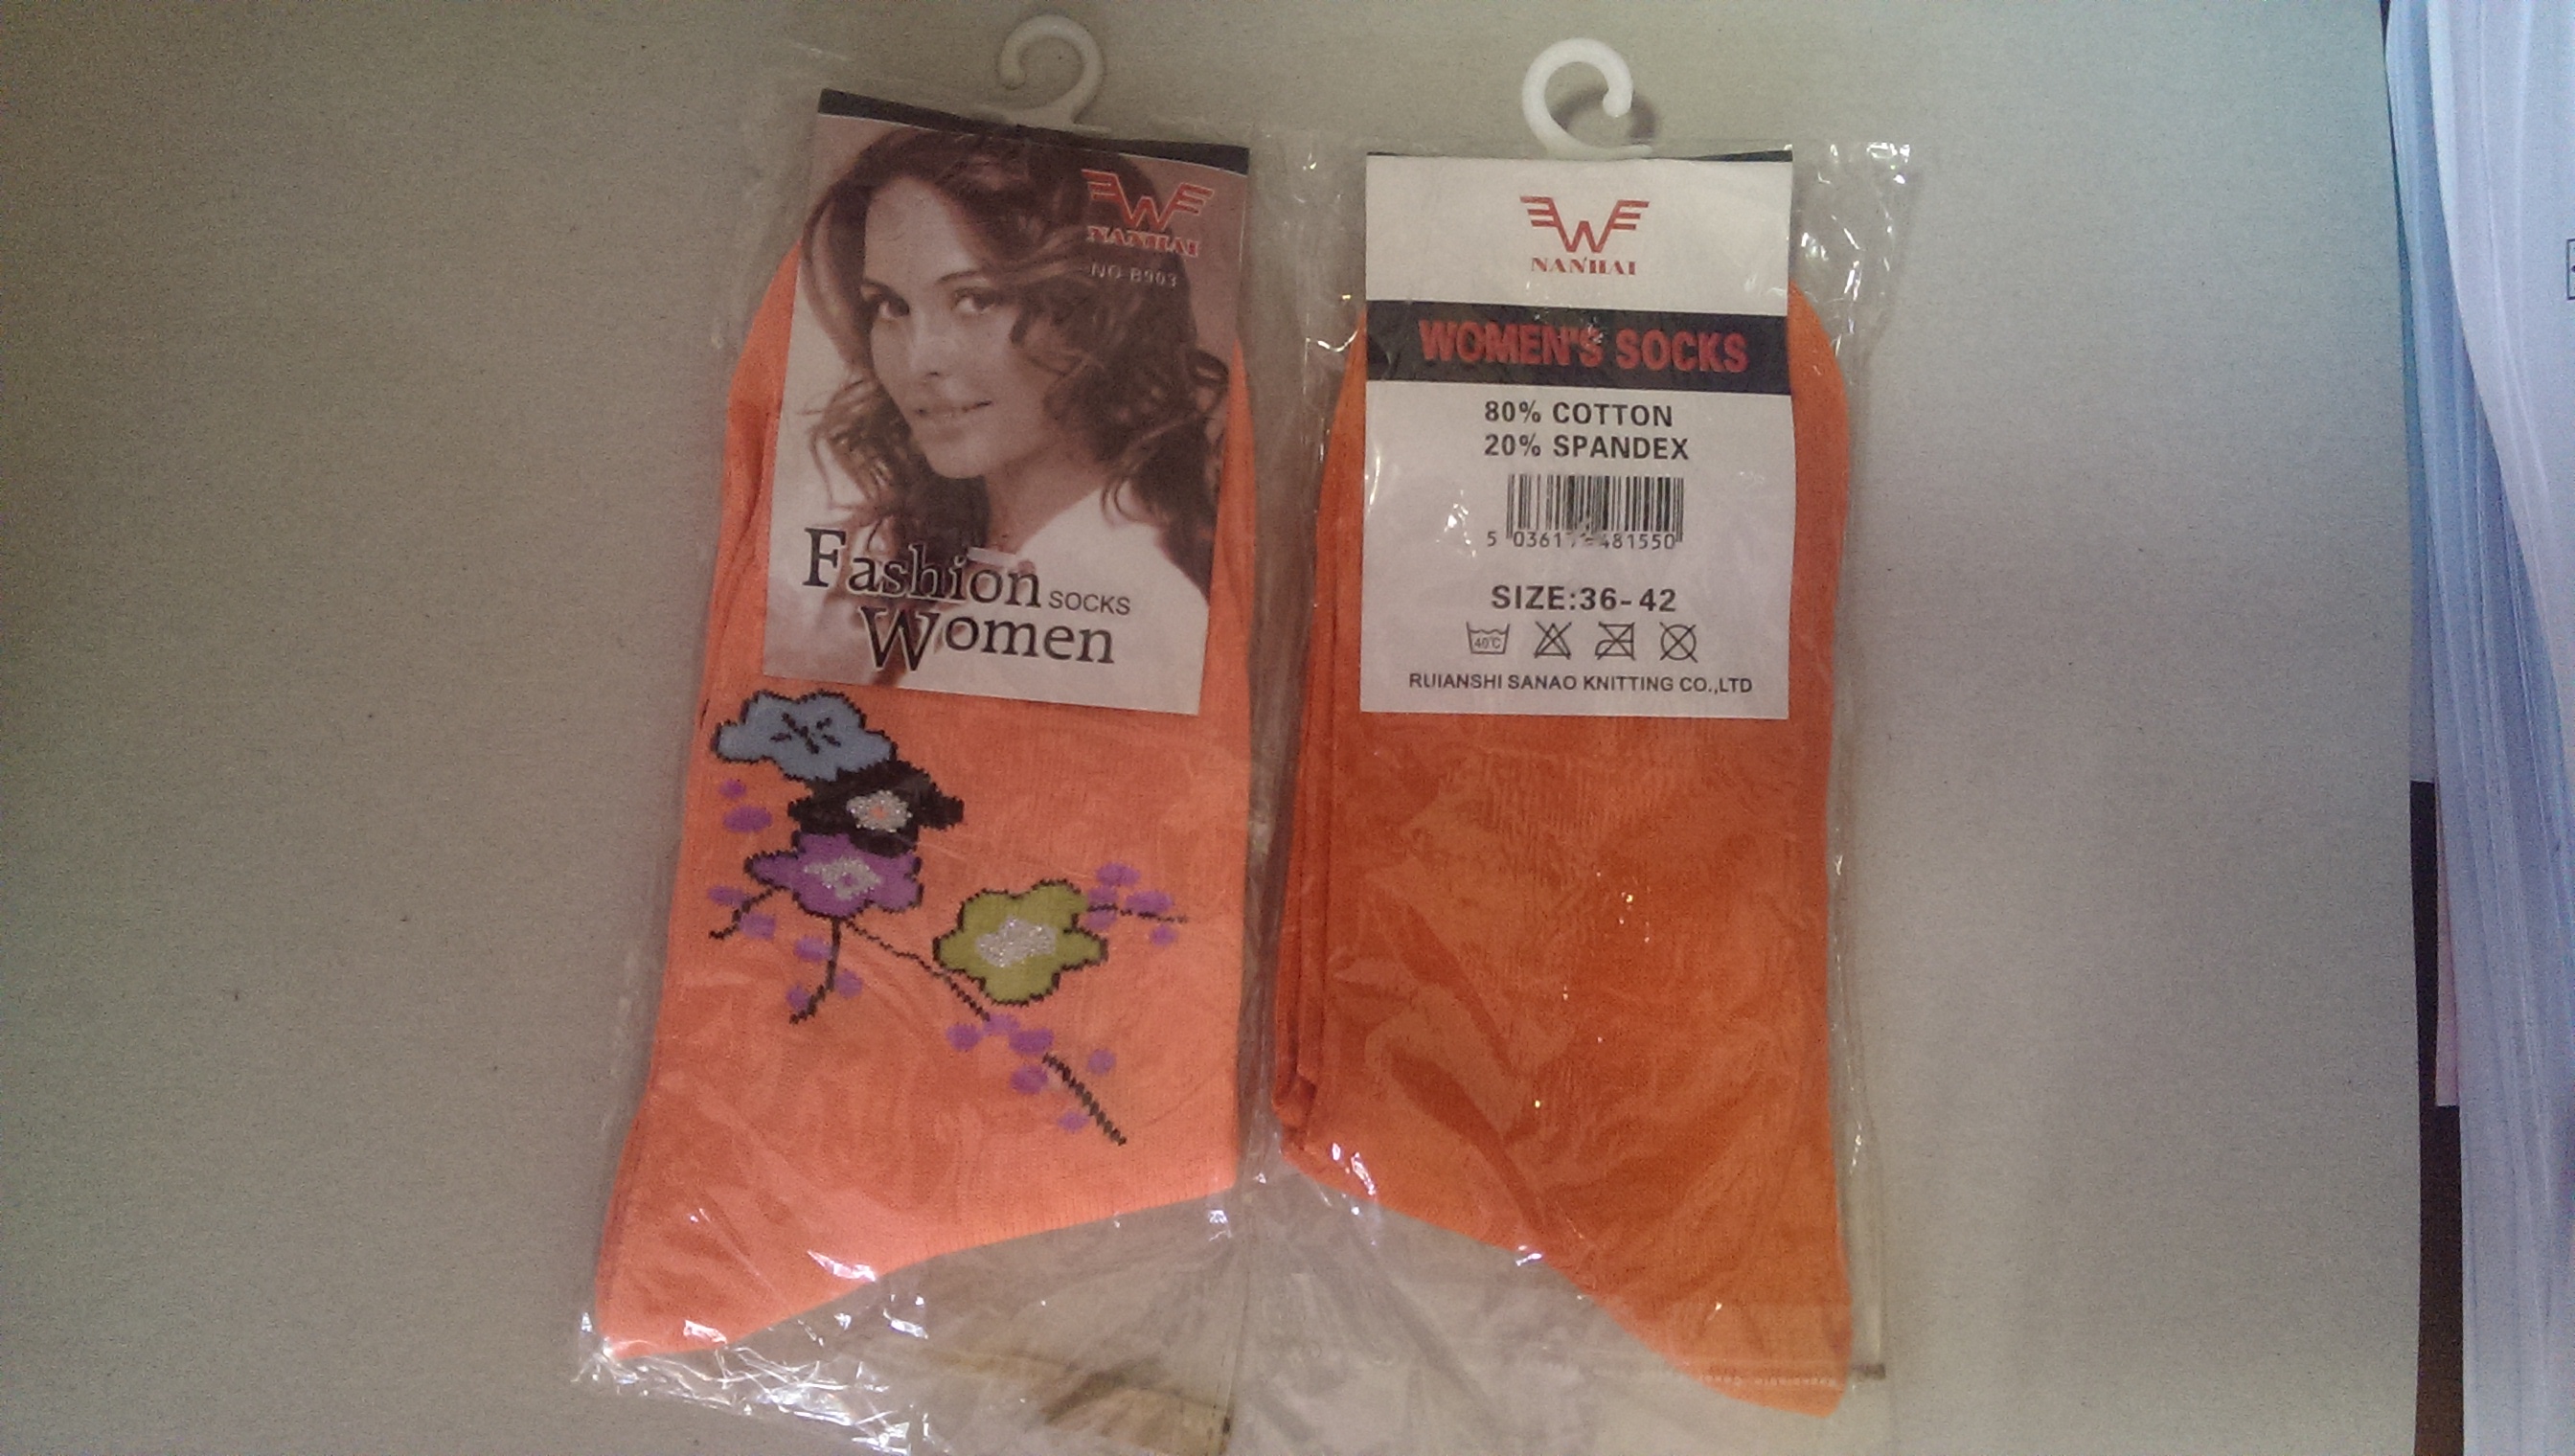 NANHAI
NO-B903
Fashion SOCKS
Women
NANHAI
WOMEN'S SOCKS
80% COTTON
20% SPANDEX
SIZE:36-42
40°C
RUIANSHI SANAO KNITTING CO.,LTD